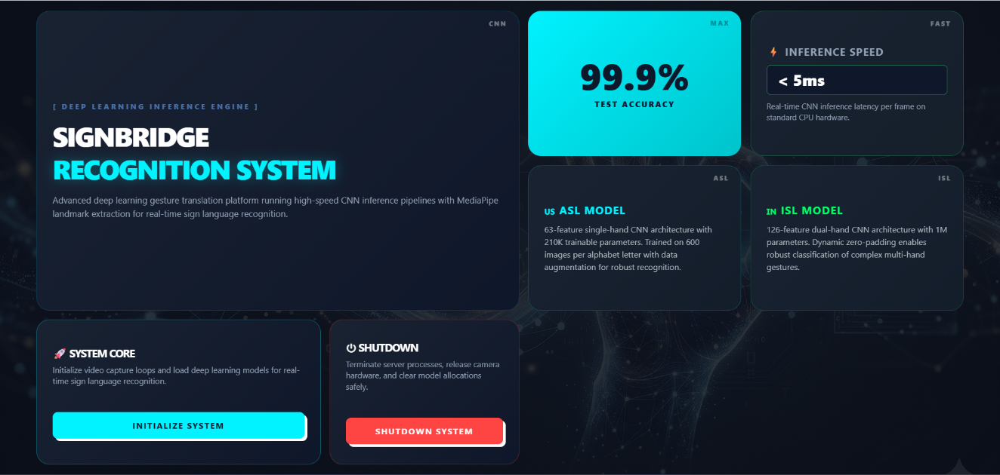 CNN
[ DEEP LEARNING INFERENCE ENGINE ]
SIGNBRIDGE
RECOGNITION SYSTEM
Advanced deep learning gesture translation platform running high-speed CNN inference pipelines with MediaPipe
landmark extraction for real-time sign language recognition.
MAX
99.9%
TEST ACCURACY
FAST
⚡ INFERENCE SPEED
< 5ms
Real-time CNN inference latency per frame on
standard CPU hardware.
ASL
US ASL MODEL
63-feature single-hand CNN architecture with
210K trainable parameters. Trained on 600
images per alphabet letter with data
augmentation for robust recognition.
ISL
IN ISL MODEL
126-feature dual-hand CNN architecture with 1M
parameters. Dynamic zero-padding enables
robust classification of complex multi-hand
gestures.
🚀 SYSTEM CORE
Initialize video capture loops and load deep learning models for real-
time sign language recognition.
INITIALIZE SYSTEM
⏻ SHUTDOWN
Terminate server processes, release camera
hardware, and clear model allocations
safely.
SHUTDOWN SYSTEM